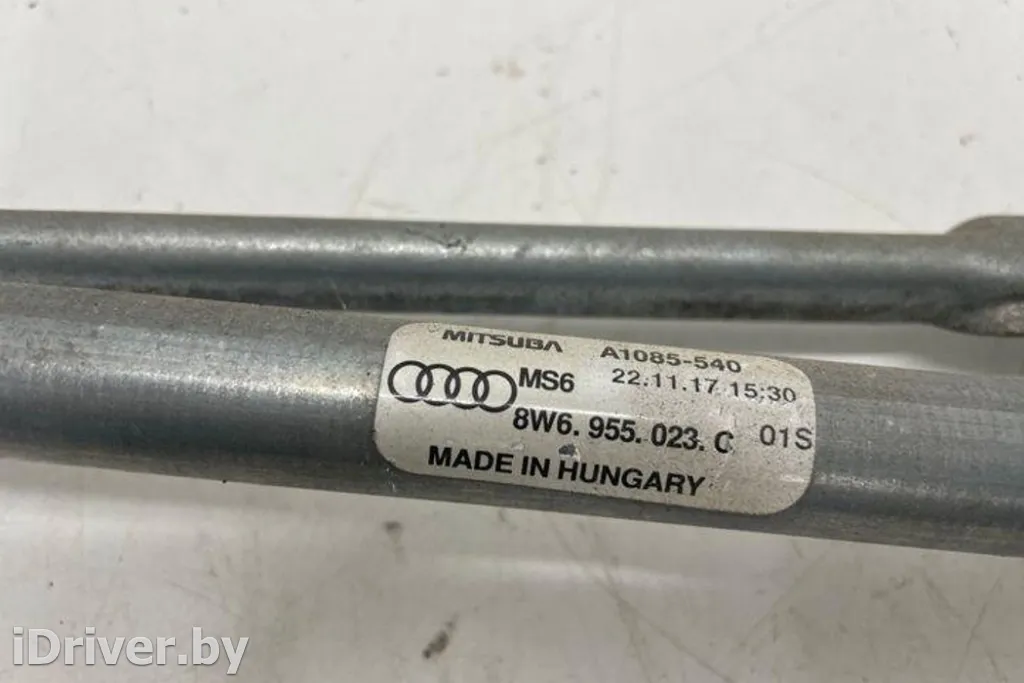 MITSUBA A1085-540
MS6 22.11.17 15:30
8W6. 955. 023. C 01S
MADE IN HUNGARY
iDriver.by